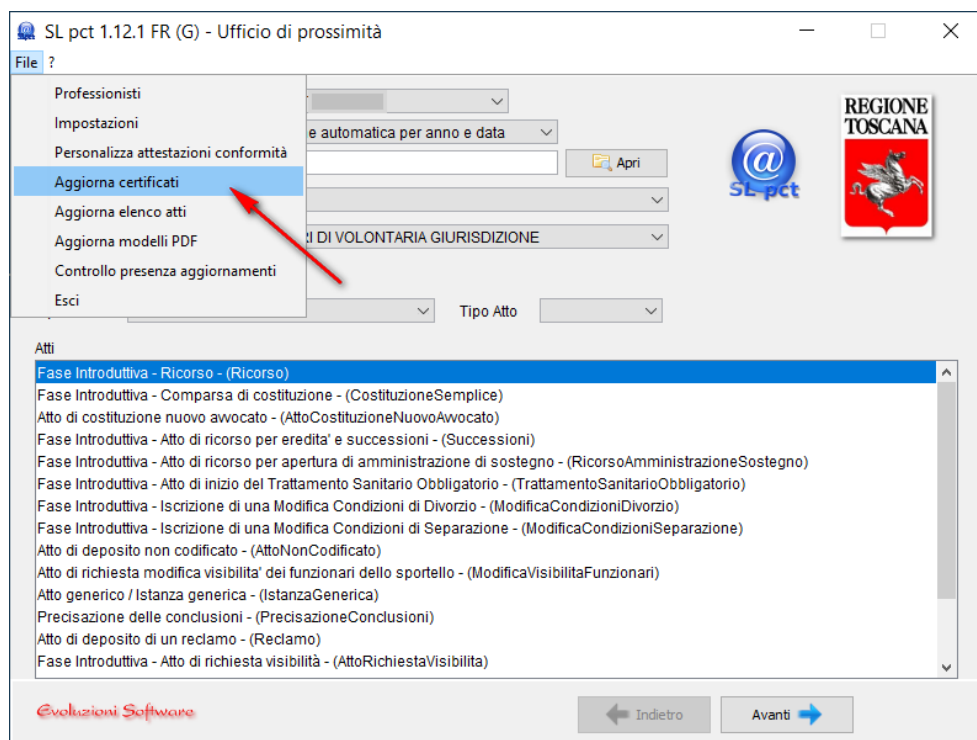 SL pct 1.12.1 FR (G) - Ufficio di prossimità
File ?
Professionisti
Impostazioni
Personalizza attestazioni conformità
Aggiorna certificati
Aggiorna elenco atti
Aggiorna modelli PDF
Controllo presenza aggiornamenti
Esci
e automatica per anno e data
Apri
DI VOLONTARIA GIURISDIZIONE
Tipo Atto
SL pct
REGIONE
TOSCANA
Atti
Fase Introduttiva - Ricorso - (Ricorso)
Fase Introduttiva - Comparsa di costituzione - (CostituzioneSemplice)
Atto di costituzione nuovo avvocato - (AttoCostituzioneNuovoAvvocato)
Fase Introduttiva - Atto di ricorso per eredita' e successioni - (Successioni)
Fase Introduttiva - Atto di ricorso per apertura di amministrazione di sostegno - (RicorsoAmministrazioneSostegno)
Fase Introduttiva - Atto di inizio del Trattamento Sanitario Obbligatorio - (TrattamentoSanitarioObbligatorio)
Fase Introduttiva - Iscrizione di una Modifica Condizioni di Divorzio - (ModificaCondizioniDivorzio)
Fase Introduttiva - Iscrizione di una Modifica Condizioni di Separazione - (ModificaCondizioniSeparazione)
Atto di deposito non codificato - (AttoNonCodificato)
Atto di richiesta modifica visibilita' dei funzionari dello sportello - (ModificaVisibilitaFunzionari)
Atto generico / Istanza generica - (IstanzaGenerica)
Precisazione delle conclusioni - (PrecisazioneConclusioni)
Atto di deposito di un reclamo - (Reclamo)
Fase Introduttiva - Atto di richiesta visibilità - (AttoRichiestaVisibilita)
Evoluzioni Software
Indietro
Avanti